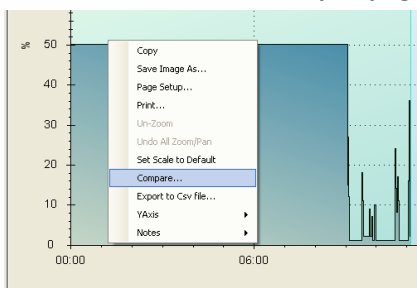 %
50
40
30
20
10
0
00:00
06:00
Copy
Save Image As...
Page Setup...
Print...
Un-Zoom
Undo All Zoom/Pan
Set Scale to Default
Compare...
Export to Csv file...
YAxis
Notes